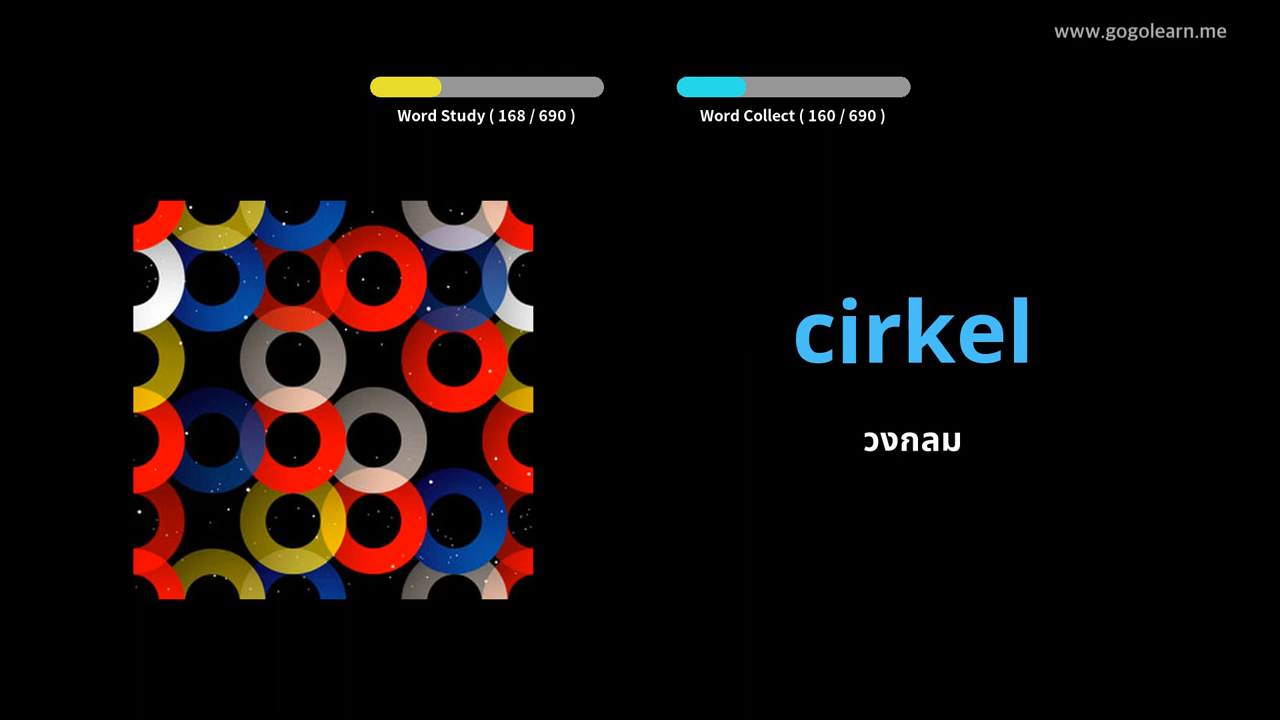 www.gogolearn.me
Word Study ( 168 / 690 )
Word Collect ( 160 / 690 )
cirkel
วงกลม